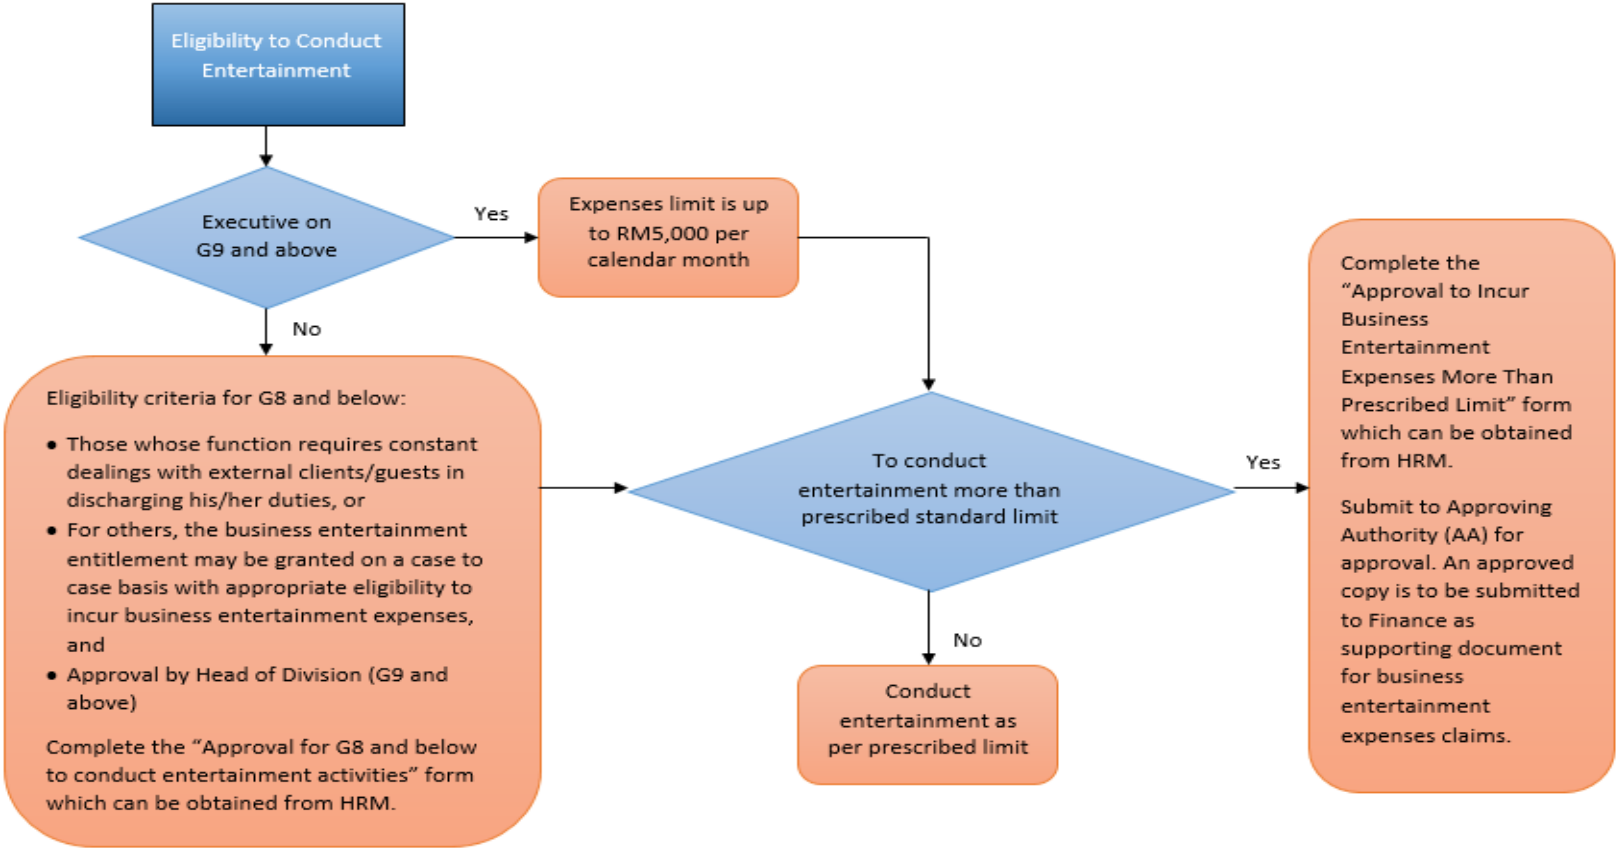 Eligibility to Conduct
Entertainment
Executive on
G9 and above
Yes
Expenses limit is up
to RM5,000 per
calendar month
No
Eligibility criteria for G8 and below:
• Those whose function requires constant
dealings with external clients/guests in
discharging his/her duties, or
• For others, the business entertainment
entitlement may be granted on a case to
case basis with appropriate eligibility to
incur business entertainment expenses,
and
• Approval by Head of Division (G9 and
above)
Complete the “Approval for G8 and below
to conduct entertainment activities” form
which can be obtained from HRM.
To conduct
entertainment more than
prescribed standard limit
Yes
No
Conduct
entertainment as
per prescribed limit
Complete the
“Approval to Incur
Business
Entertainment
Expenses More Than
Prescribed Limit” form
which can be obtained
from HRM.
Submit to Approving
Authority (AA) for
approval. An approved
copy is to be submitted
to Finance as
supporting document
for business
entertainment
expenses claims.